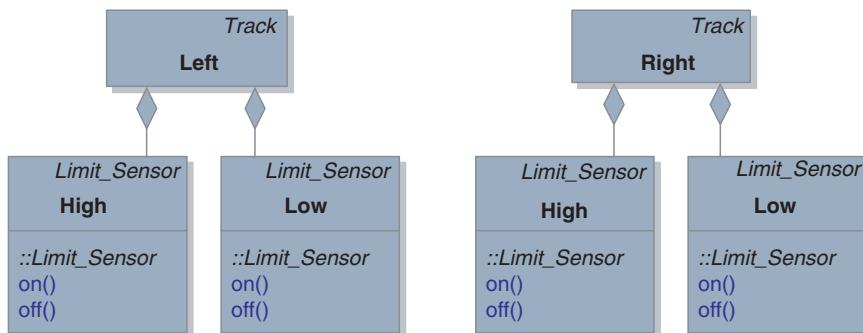 Track
Left
Limit_Sensor
High
::Limit_Sensor
on()
off()
Limit_Sensor
Low
::Limit_Sensor
on()
off()
Track
Right
Limit_Sensor
High
::Limit_Sensor
on()
off()
Limit_Sensor
Low
::Limit_Sensor
on()
off()